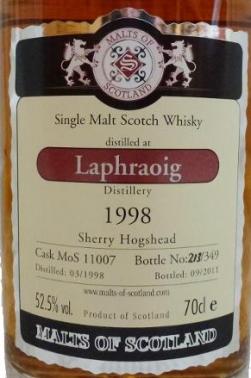 MALTS OF
S
SCOTLAND
Single Malt Scotch Whisky
distilled at
Laphraoig
Distillery
1998
Sherry Hogshead
Cask MoS 11007 Bottle No: /349
Distilled: 03/1998 Bottled: 09/2011
www.malts-of-scotland.com
52.5% vol. Product of Scotland 70cl e
MALTS OF SCOTLAND